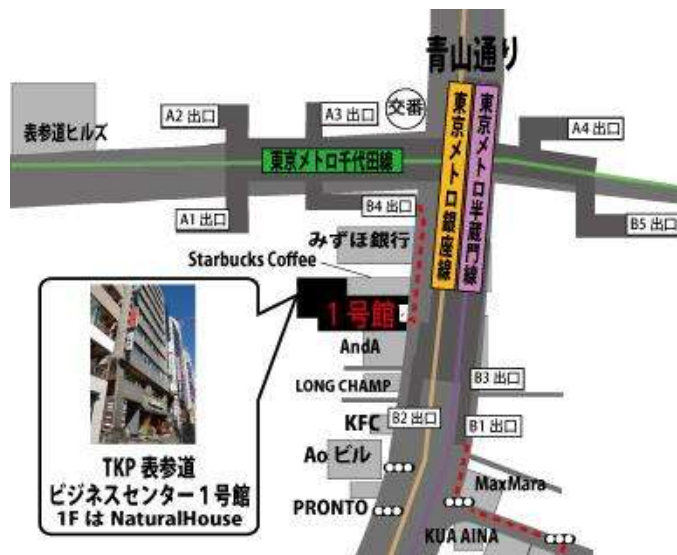 青山通り
A2 出口
A3 出口
交番
A4 出口
表参道ヒルズ
東京メトロ千代田線
東京メトロ銀座線
東京メトロ半蔵門線
A1 出口
B4 出口
B5 出口
みずほ銀行
Starbucks Coffee
1号館
AndA
LONG CHAMP
B3 出口
KFC
B2 出口
B1 出口
Ao ビル
MaxMara
PRONTO
KUA AINA
TKP 表参道
ビジネスセンター1号館
1F は NaturalHouse